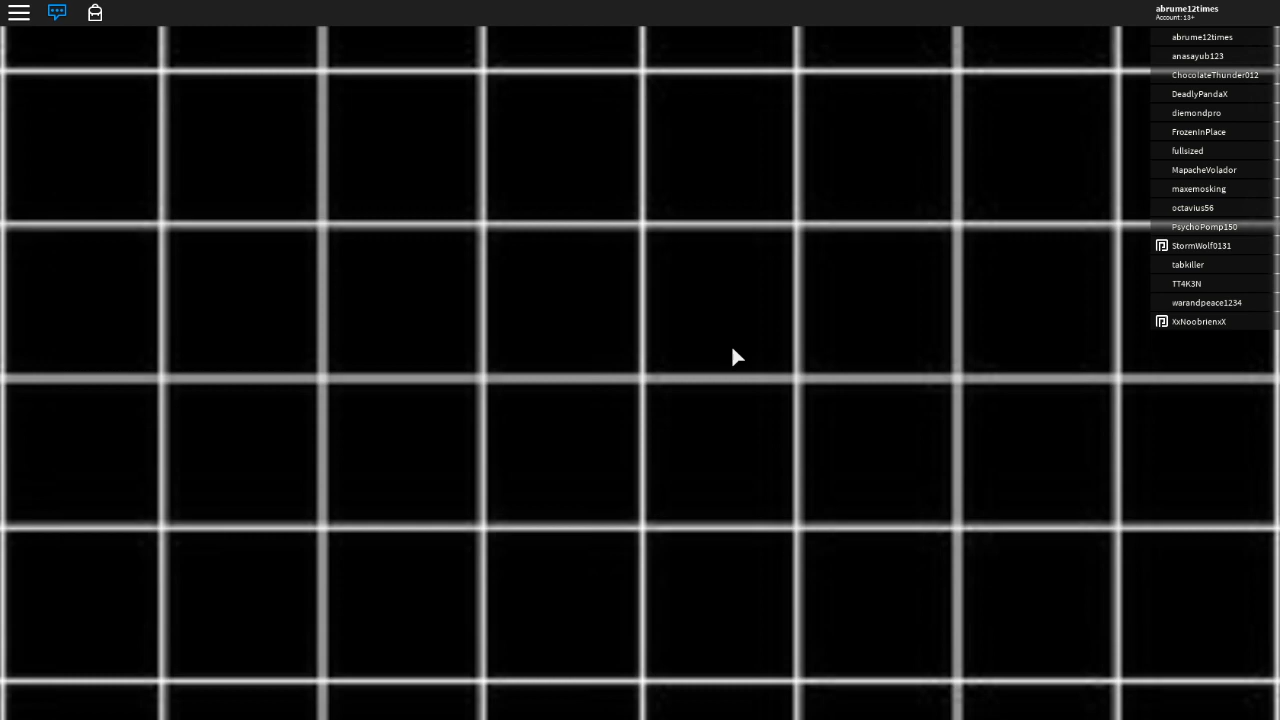 abrume12times
Account: 13+
abrume12times
anasayub123
ChocolateThunder012
DeadlyPandaX
diemondpro
FrozenInPlace
fullsized
MapacheVolador
maxemosking
octavius56
PsychoPomp150
StormWolf0131
tabkiller
TT4K3N
warandpeace1234
XxNoobrienxX